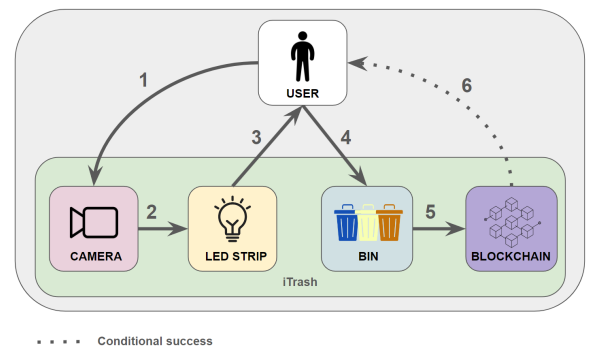 USER
1
6
3
4
2
5
CAMERA
LED STRIP
BIN
BLOCKCHAIN
iTrash
Conditional success